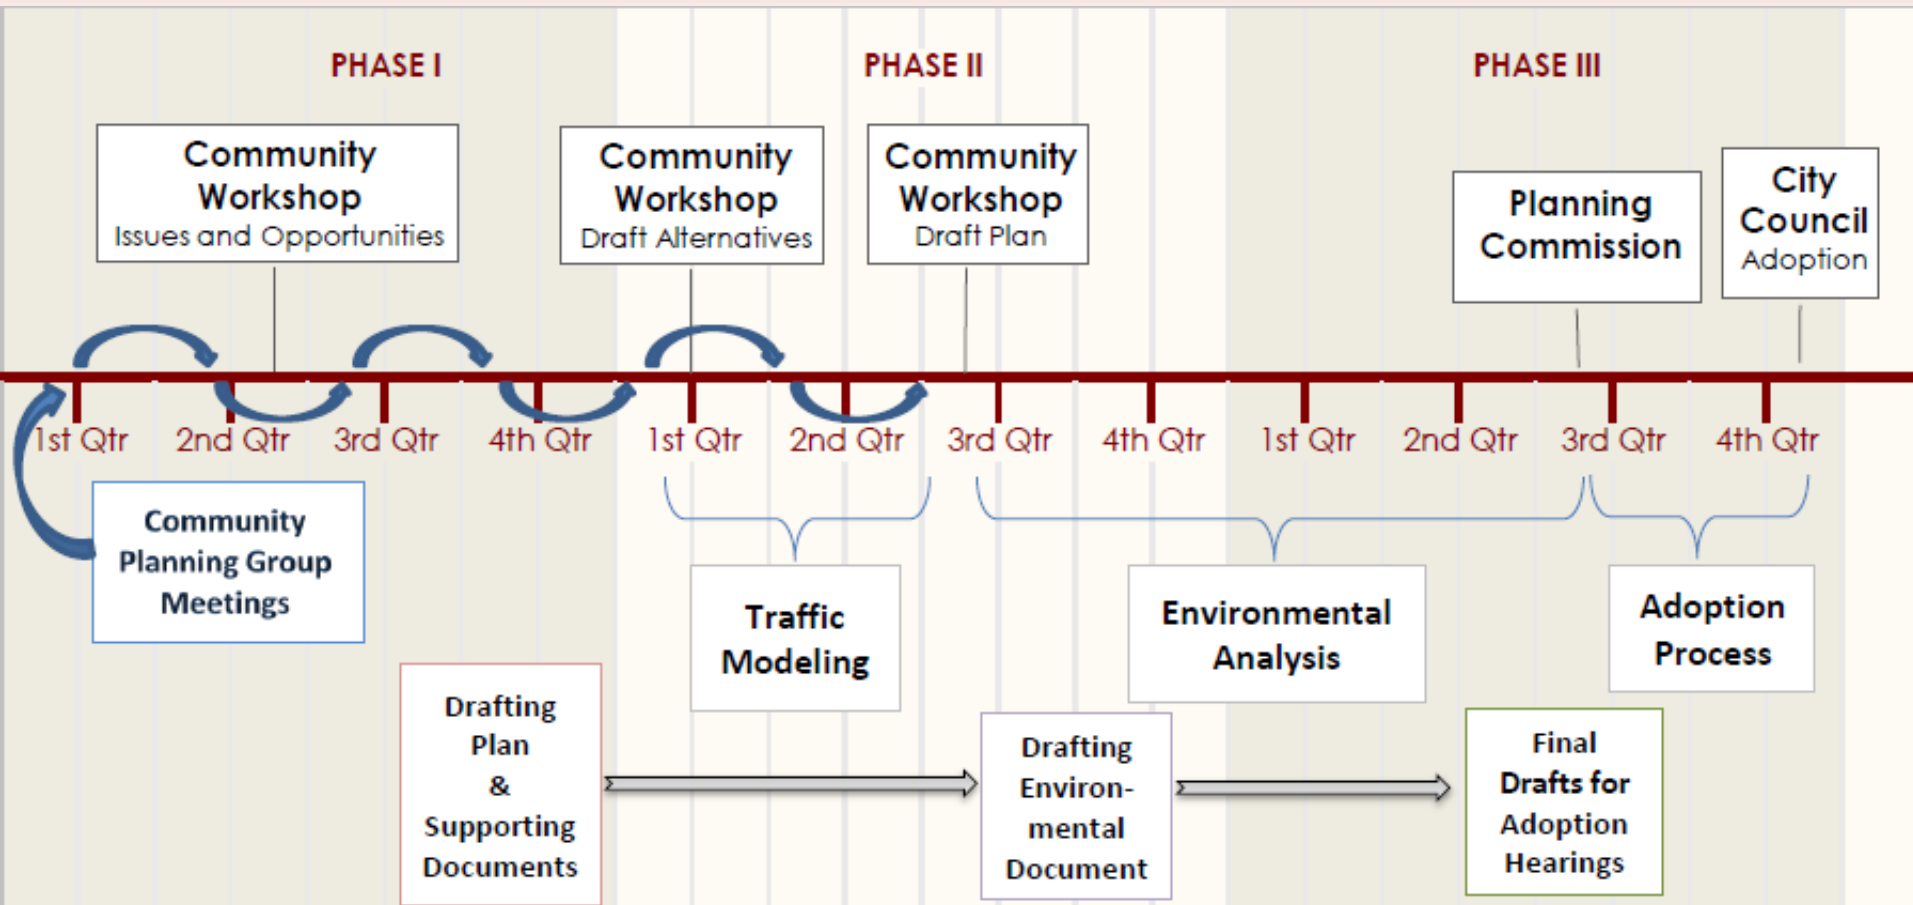 PHASE I
PHASE II
PHASE III
Community
Workshop
Issues and Opportunities
Community
Workshop
Draft Alternatives
Community
Workshop
Draft Plan
Planning
Commission
City
Council
Adoption
1st Qtr
2nd Qtr
3rd Qtr
4th Qtr
1st Qtr
2nd Qtr
3rd Qtr
4th Qtr
1st Qtr
2nd Qtr
3rd Qtr
4th Qtr
Community
Planning Group
Meetings
Traffic
Modeling
Environmental
Analysis
Adoption
Process
Drafting
Plan
&
Supporting
Documents
Drafting
Environ-
mental
Document
Final
Drafts for
Adoption
Hearings